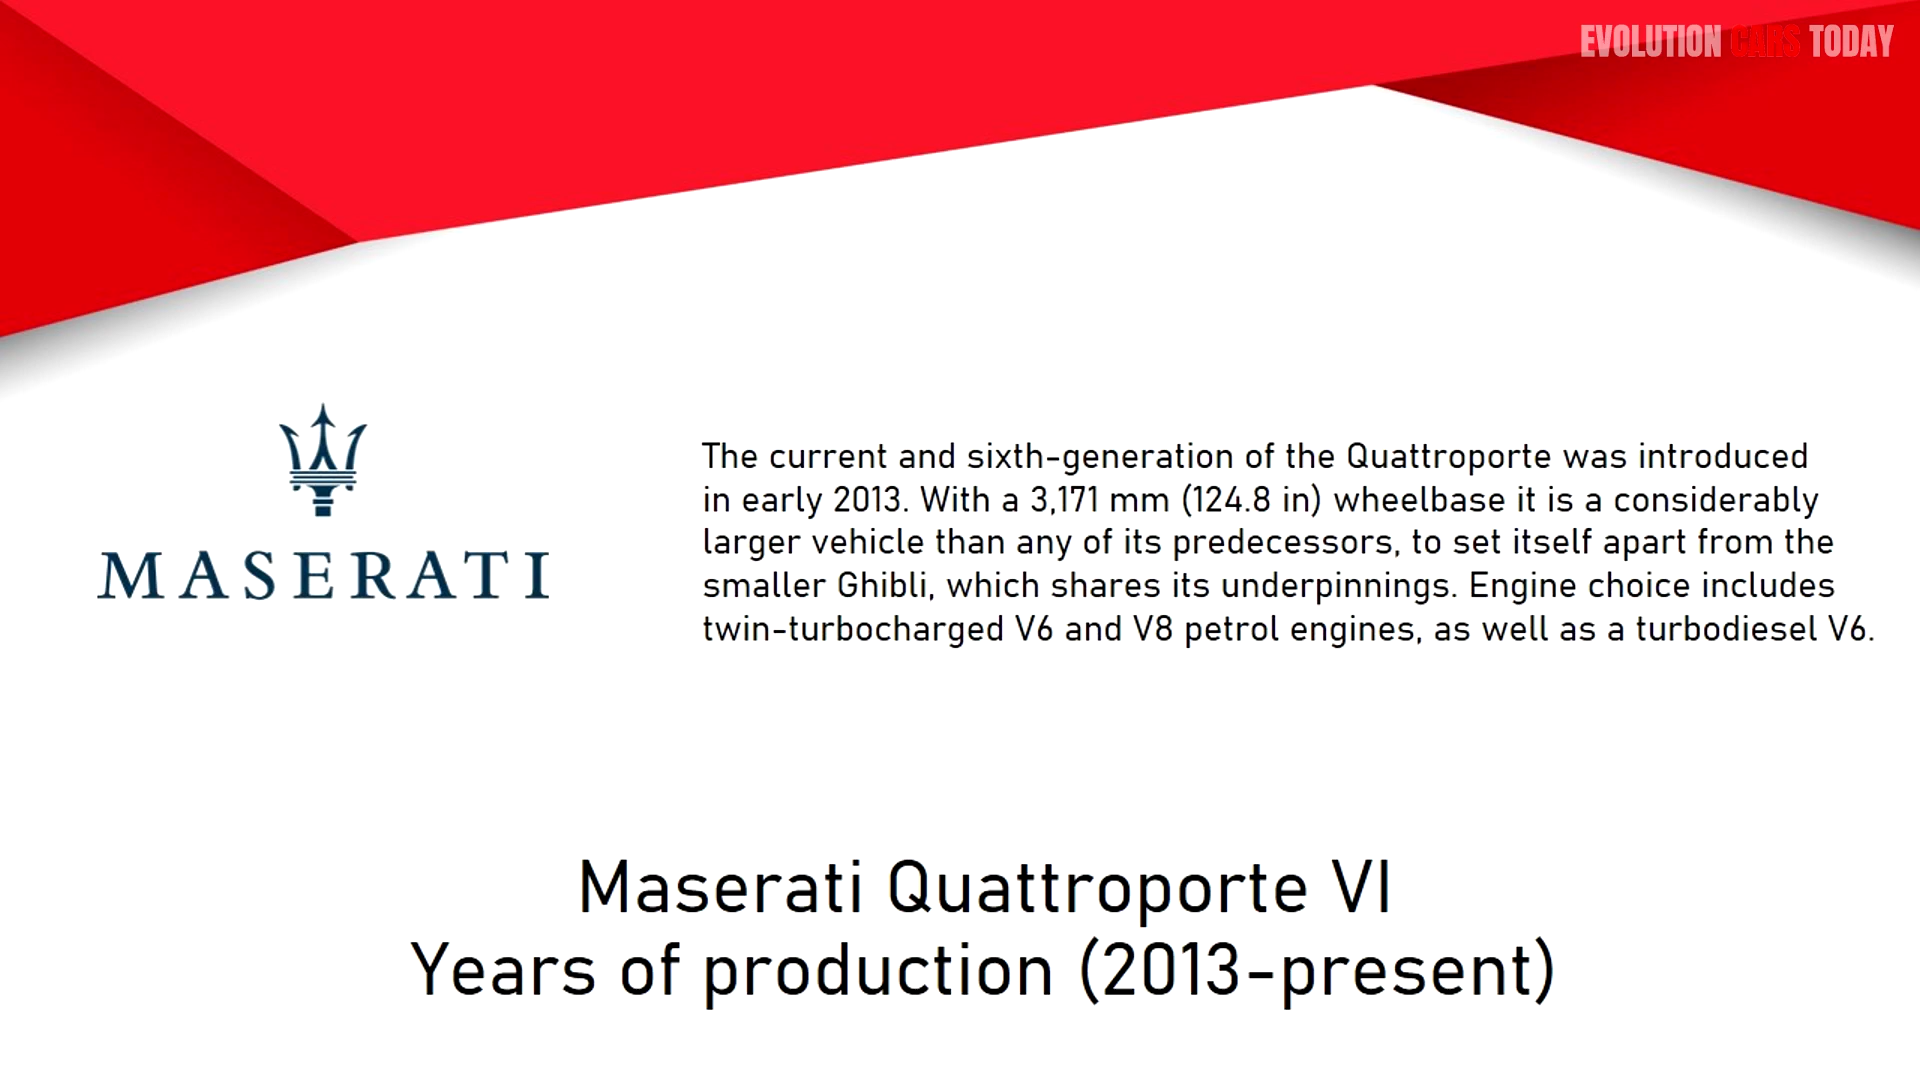 EVOLUTION CARS TODAY
MASERATI
The current and sixth-generation of the Quattroporte was introduced
in early 2013. With a 3,171 mm (124.8 in) wheelbase it is a considerably
larger vehicle than any of its predecessors, to set itself apart from the
smaller Ghibli, which shares its underpinnings. Engine choice includes
twin-turbocharged V6 and V8 petrol engines, as well as a turbodiesel V6.
Maserati Quattroporte VI
Years of production (2013-present)